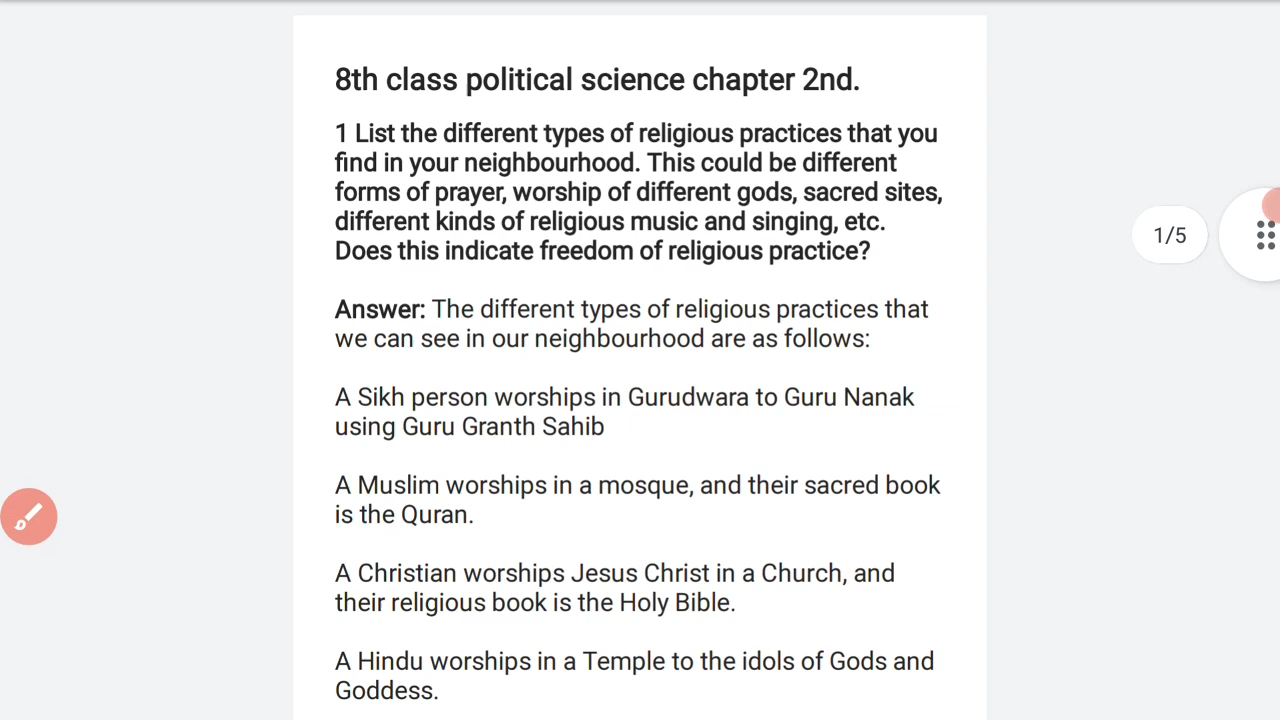 8th class political science chapter 2nd.
1 List the different types of religious practices that you
find in your neighbourhood. This could be different
forms of prayer, worship of different gods, sacred sites,
different kinds of religious music and singing, etc.
Does this indicate freedom of religious practice?
Answer: The different types of religious practices that
we can see in our neighbourhood are as follows:
A Sikh person worships in Gurudwara to Guru Nanak
using Guru Granth Sahib
A Muslim worships in a mosque, and their sacred book
is the Quran.
A Christian worships Jesus Christ in a Church, and
their religious book is the Holy Bible.
A Hindu worships in a Temple to the idols of Gods and
Goddess.
1/5